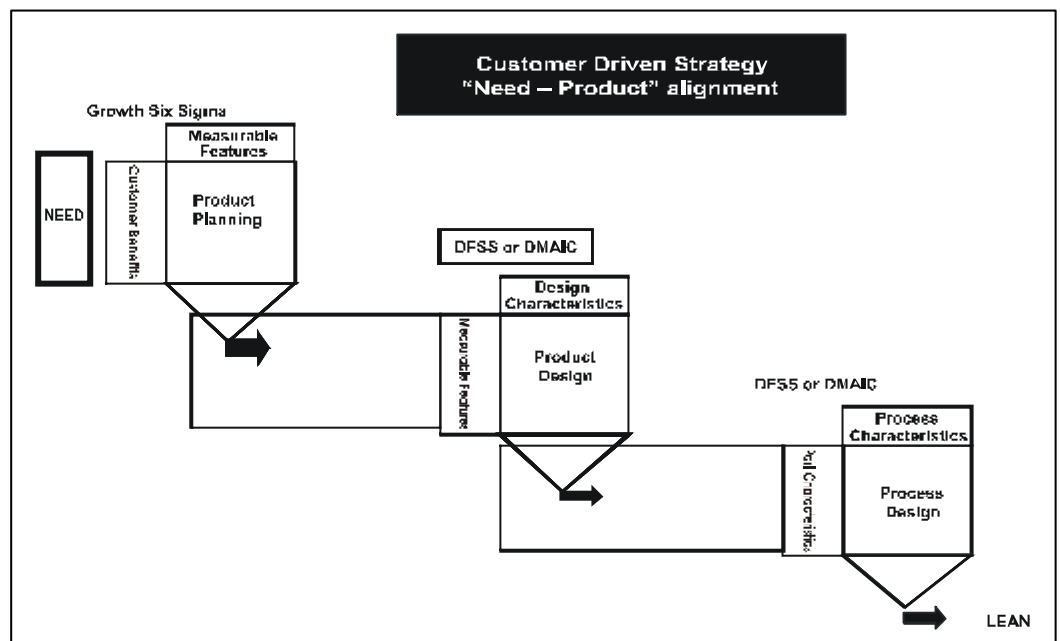 Customer Driven Strategy
“Need – Product” alignment
Growth Six Sigma
Measurable
Features
NEED
Customer Benefits
Product
Planning
DFSS or DMAIC
Design
Characteristics
Measurable Features
Product
Design
DFSS or DMAIC
Process
Characteristics
Characteristics
Process
Design
LEAN